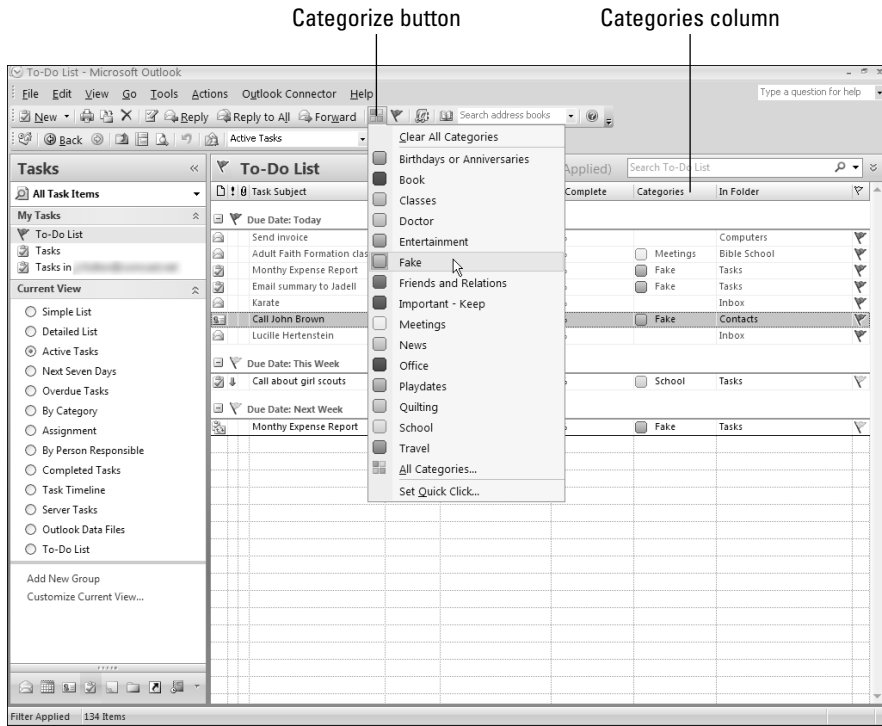 Categorize button Categories column
To-Do List - Microsoft Outlook
File Edit View Go Tools Actions Outlook Connector Help Type a question for help
New Reply Reply to All Forward Search address books
Back Active Tasks
Clear All Categories
Birthdays or Anniversaries
Book
Classes
Doctor
Entertainment
Fake
Friends and Relations
Important - Keep
Meetings
News
Office
Playdates
Quilting
School
Travel
All Categories...
Set Quick Click...
Tasks
All Task Items
My Tasks
To-Do List
Tasks
Tasks in
Current View
Simple List
Detailed List
Active Tasks
Next Seven Days
Overdue Tasks
By Category
Assignment
By Person Responsible
Completed Tasks
Task Timeline
Server Tasks
Outlook Data Files
To-Do List
Add New Group
Customize Current View...
To-Do List Applied) Search To-Do List
Task Subject Complete Categories In Folder
Due Date: Today
Send invoice Computers
Adult Faith Formation clas Meetings Bible School
Monthy Expense Report Fake Tasks
Email summary to Jadell Fake Tasks
Karate Inbox
Call John Brown Fake Contacts
Lucille Hertenstein Inbox
Due Date: This Week
Call about girl scouts School Tasks
Due Date: Next Week
Monthy Expense Report Fake Tasks
Filter Applied 134 Items